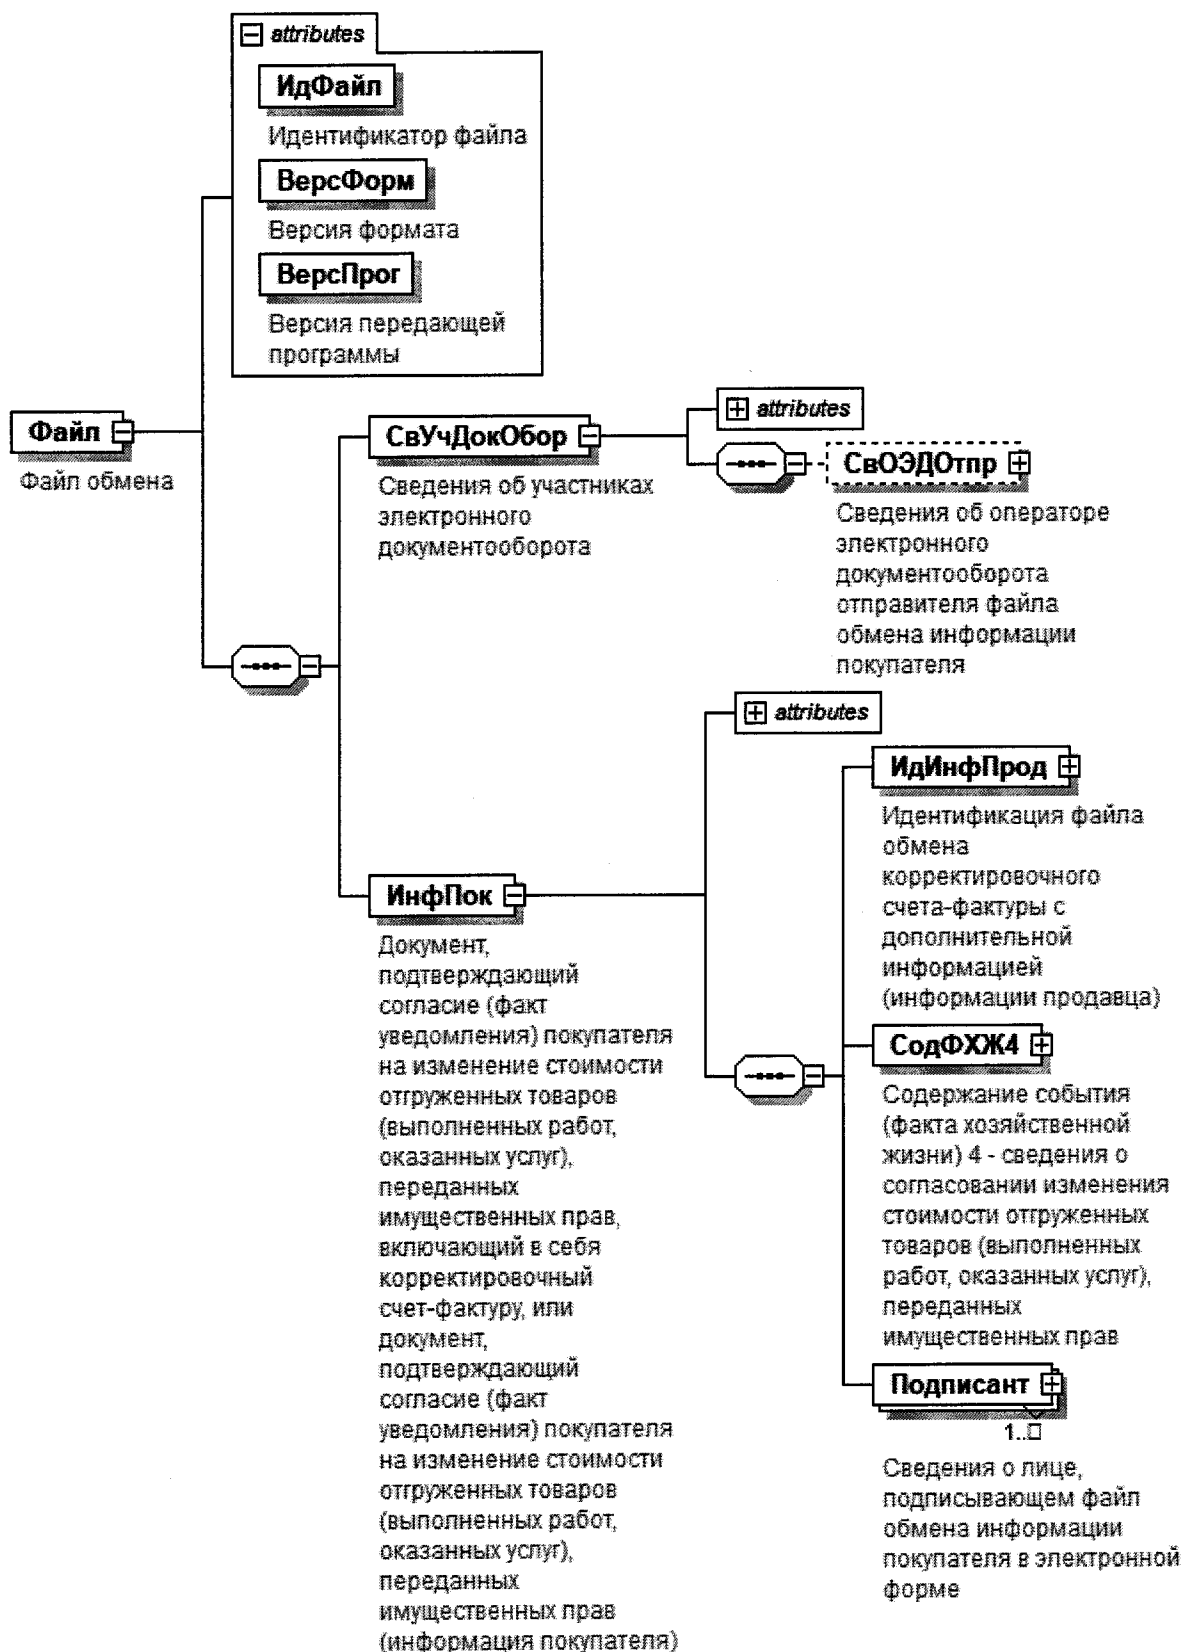 attributes
ИдФайл
Идентификатор файла
ВерсФорм
Версия формата
ВерсПрог
Версия передающей
программы
Файл
Файл обмена
СвУчДокОбор
Сведения об участниках
электронного
документооборота
attributes
СвОЭДОтпр
Сведения об операторе
электронного
документооборота
отправителя файла
обмена информации
покупателя
ИнфПок
Документ,
подтверждающий
согласие (факт
уведомления) покупателя
на изменение стоимости
отгруженных товаров
(выполненных работ,
оказанных услуг),
переданных
имущественных прав,
включающий в себя
корректировочный
счет-фактуру, или
документ,
подтверждающий
согласие (факт
уведомления) покупателя
на изменение стоимости
отгруженных товаров
(выполненных работ,
оказанных услуг),
переданных
имущественных прав
(информация покупателя)
attributes
ИдИнфПрод
Идентификация файла
обмена
корректировочного
счета-фактуры с
дополнительной
информацией
(информации продавца)
СодФХЖ4
Содержание события
(факта хозяйственной
жизни) 4 - сведения о
согласовании изменения
стоимости отгруженных
товаров (выполненных
работ, оказанных услуг),
переданных
имущественных прав
Подписант
1..□
Сведения о лице,
подписывающем файл
обмена информации
покупателя в электронной
форме